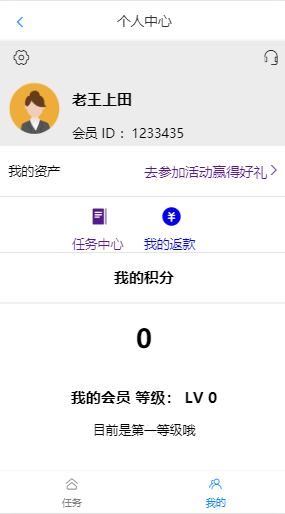 个人中心
老王上田
会员 ID： 1233435
我的资产 去参加活动赢得好礼
任务中心 我的返款
我的积分
0
我的会员 等级： LV 0
目前是第一等级哦
任务 我的